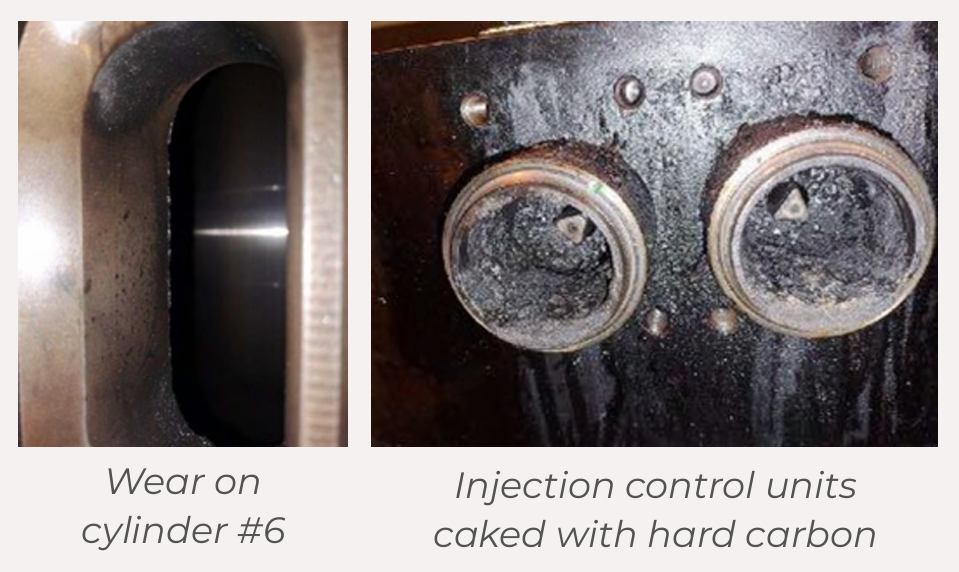 Wear on
cylinder #6
Injection control units
caked with hard carbon